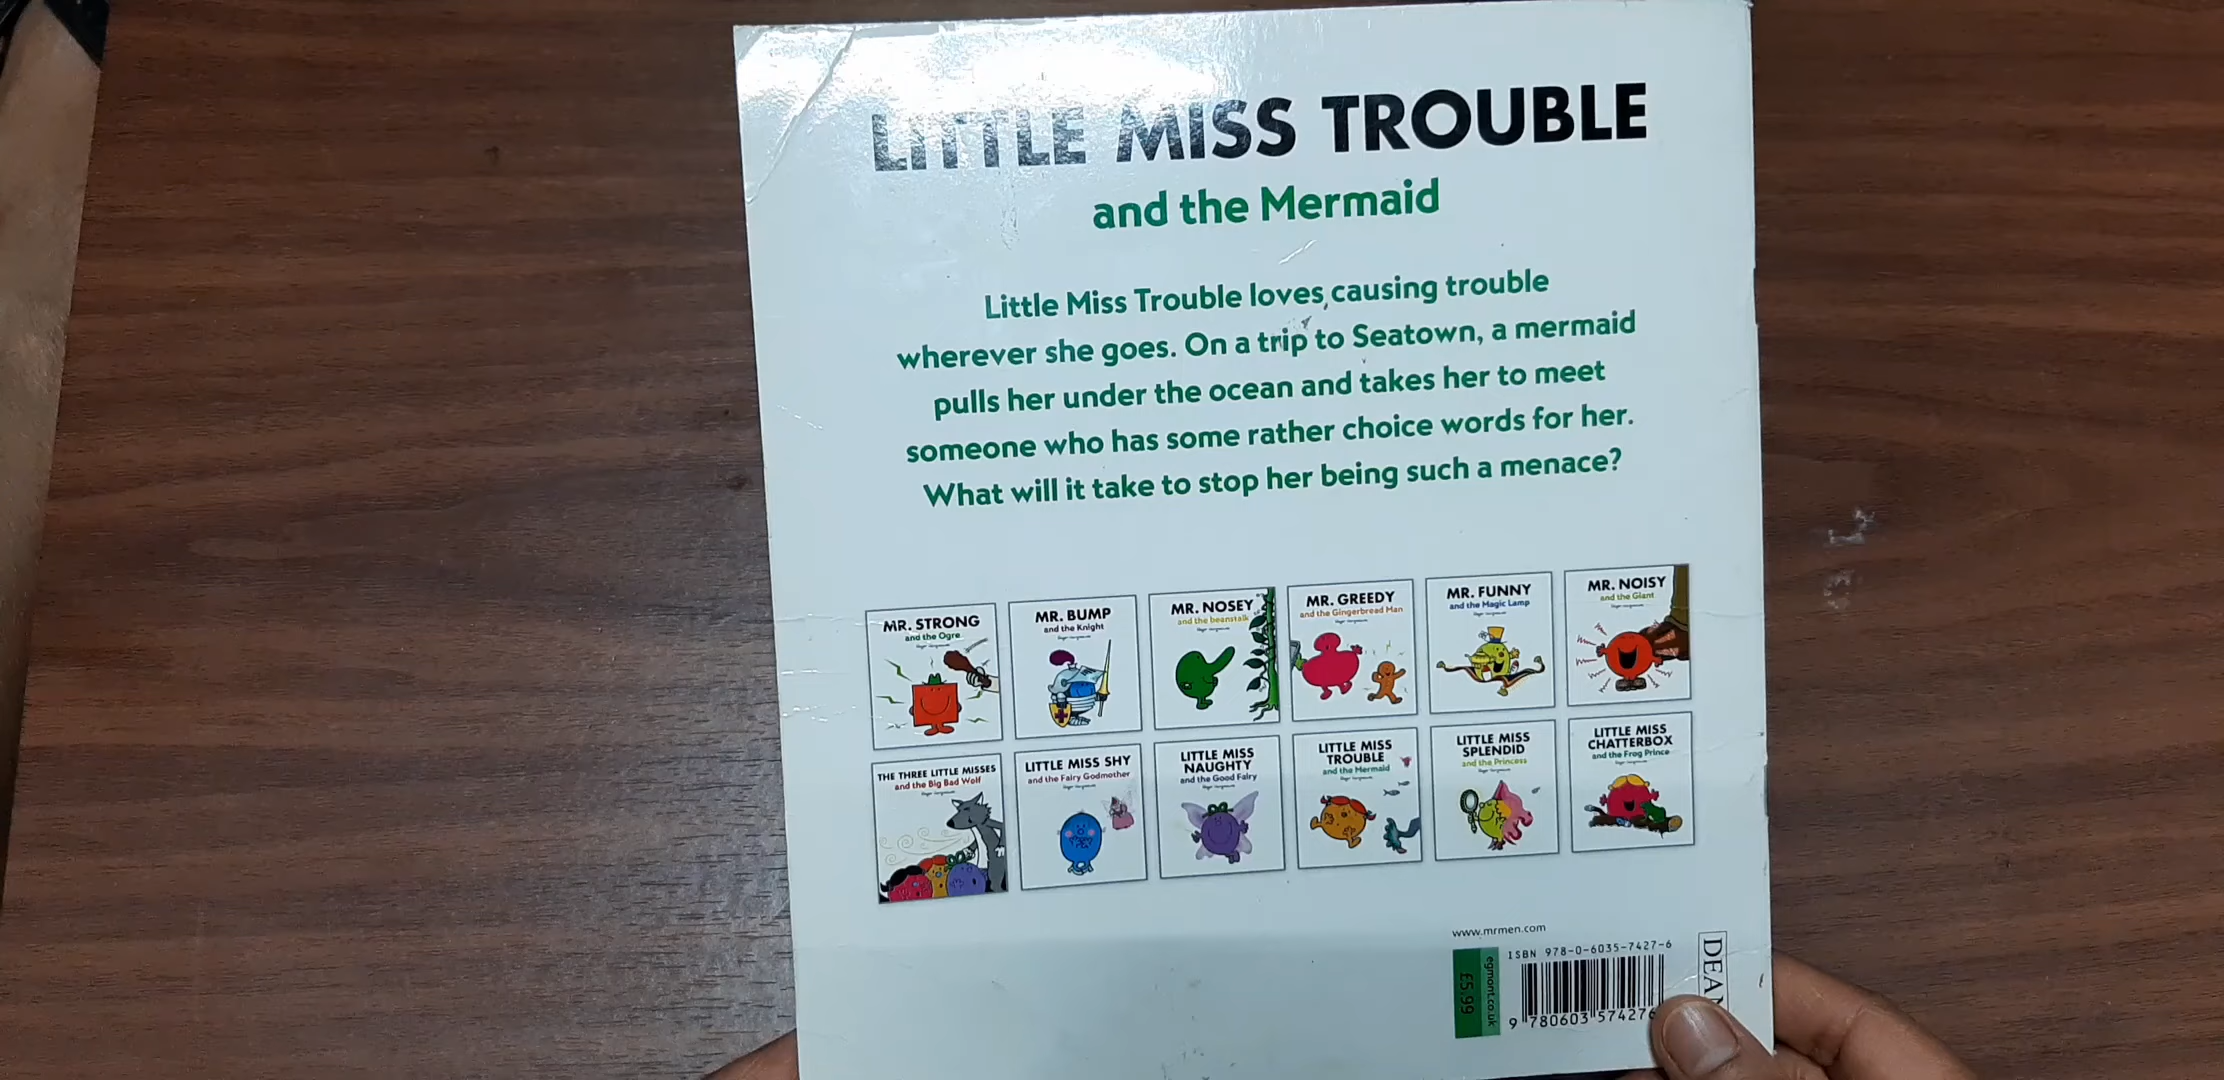 LITTLE MISS TROUBLE
and the Mermaid
Little Miss Trouble loves causing trouble
wherever she goes. On a trip to Seatown, a mermaid
pulls her under the ocean and takes her to meet
someone who has some rather choice words for her.
What will it take to stop her being such a menace?
MR. STRONG
and the Ogre
MR. BUMP
and the Knight
MR. NOSEY
and the beanstalk
MR. GREEDY
and the Gingerbread Man
MR. FUNNY
and the Magic Lamp
MR. NOISY
and the Giant
THE THREE LITTLE MISSES
and the Big Bad Wolf
LITTLE MISS SHY
and the Fairy Godmother
LITTLE MISS
NAUGHTY
and the Good Fairy
LITTLE MISS
TROUBLE
and the Mermaid
LITTLE MISS
SPLENDID
and the Princess
LITTLE MISS
CHATTERBOX
and the Frog Prince
www.mrmen.com
ISBN 978-0-6035-7427-6
egmont.co.uk
£5.99
9 780603 574276